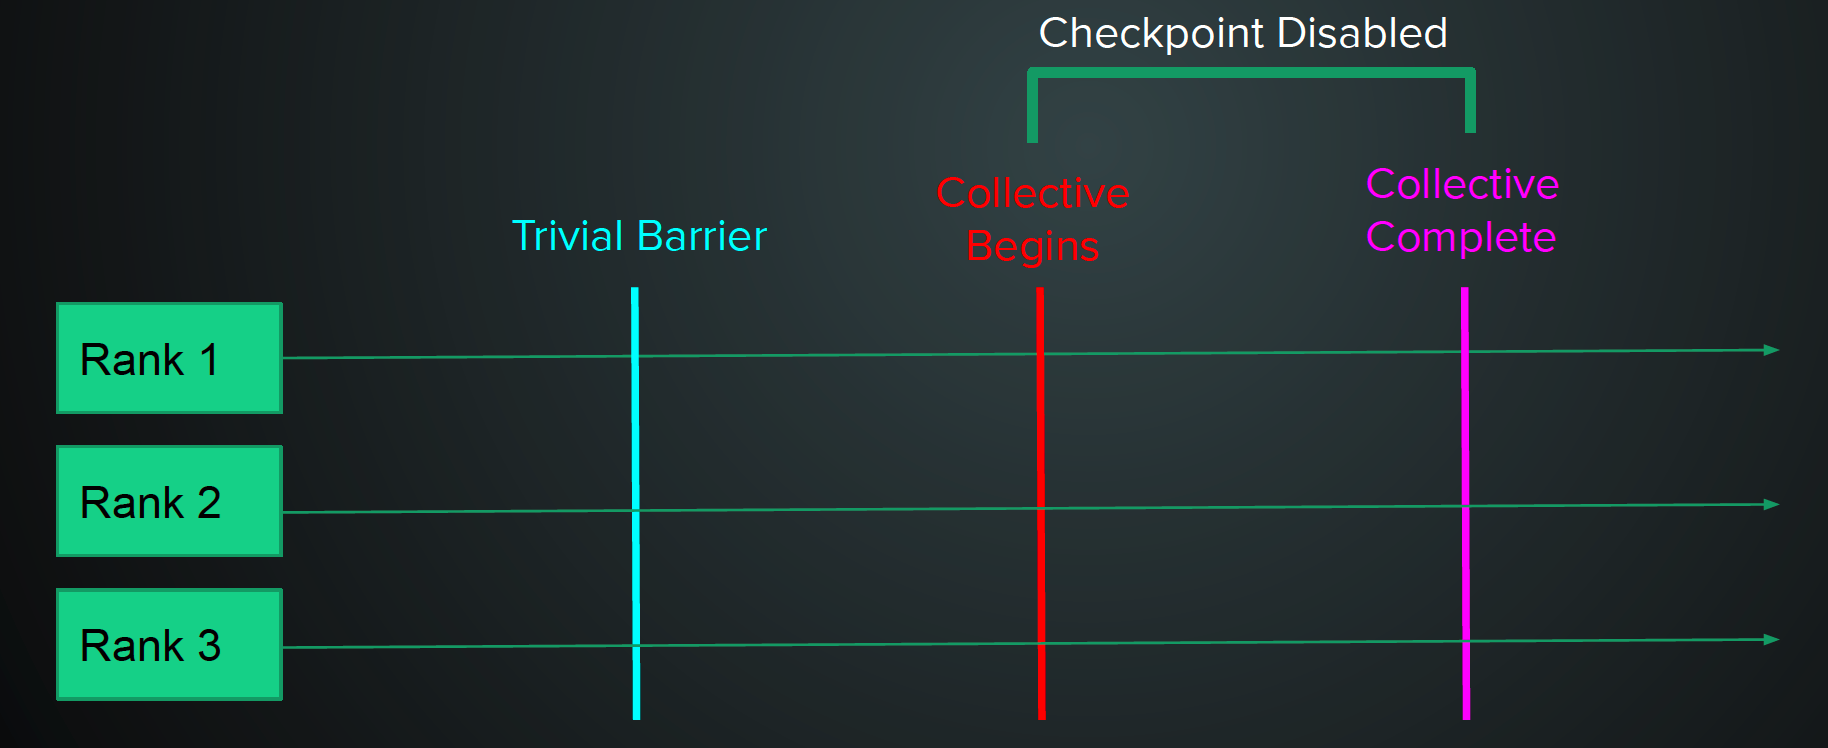 Checkpoint Disabled
Collective
Begins
Collective
Complete
Trivial Barrier
Rank 1
Rank 2
Rank 3